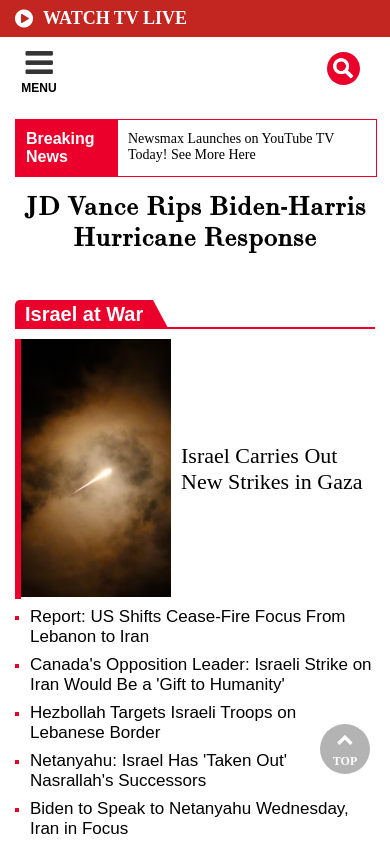 WATCH TV LIVE
MENU
Breaking
News
Newsmax Launches on YouTube TV
Today! See More Here
JD Vance Rips Biden-Harris
Hurricane Response
Israel at War
Israel Carries Out
New Strikes in Gaza
Report: US Shifts Cease-Fire Focus From
Lebanon to Iran
Canada's Opposition Leader: Israeli Strike on
Iran Would Be a 'Gift to Humanity'
Hezbollah Targets Israeli Troops on
Lebanese Border
Netanyahu: Israel Has 'Taken Out'
Nasrallah's Successors
TOP
Biden to Speak to Netanyahu Wednesday,
Iran in Focus